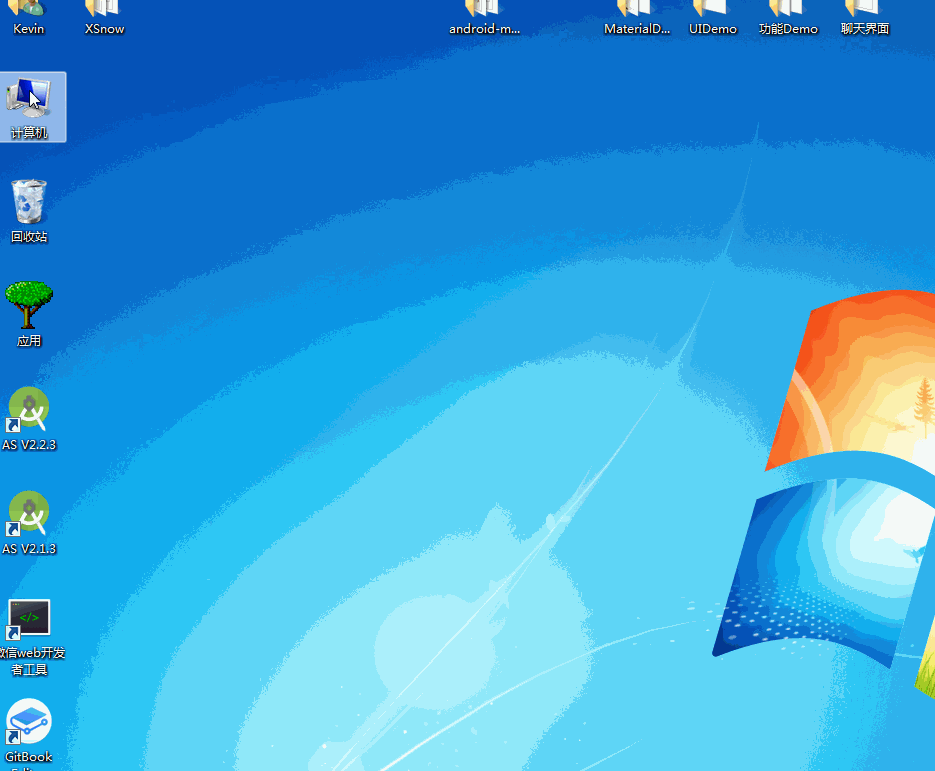 Kevin
XSnow
android-m...
MaterialD...
UIDemo
功能Demo
聊天界面
计算机
回收站
应用
AS V2.2.3
AS V2.1.3
</>
微信web开发
者工具
GitBook